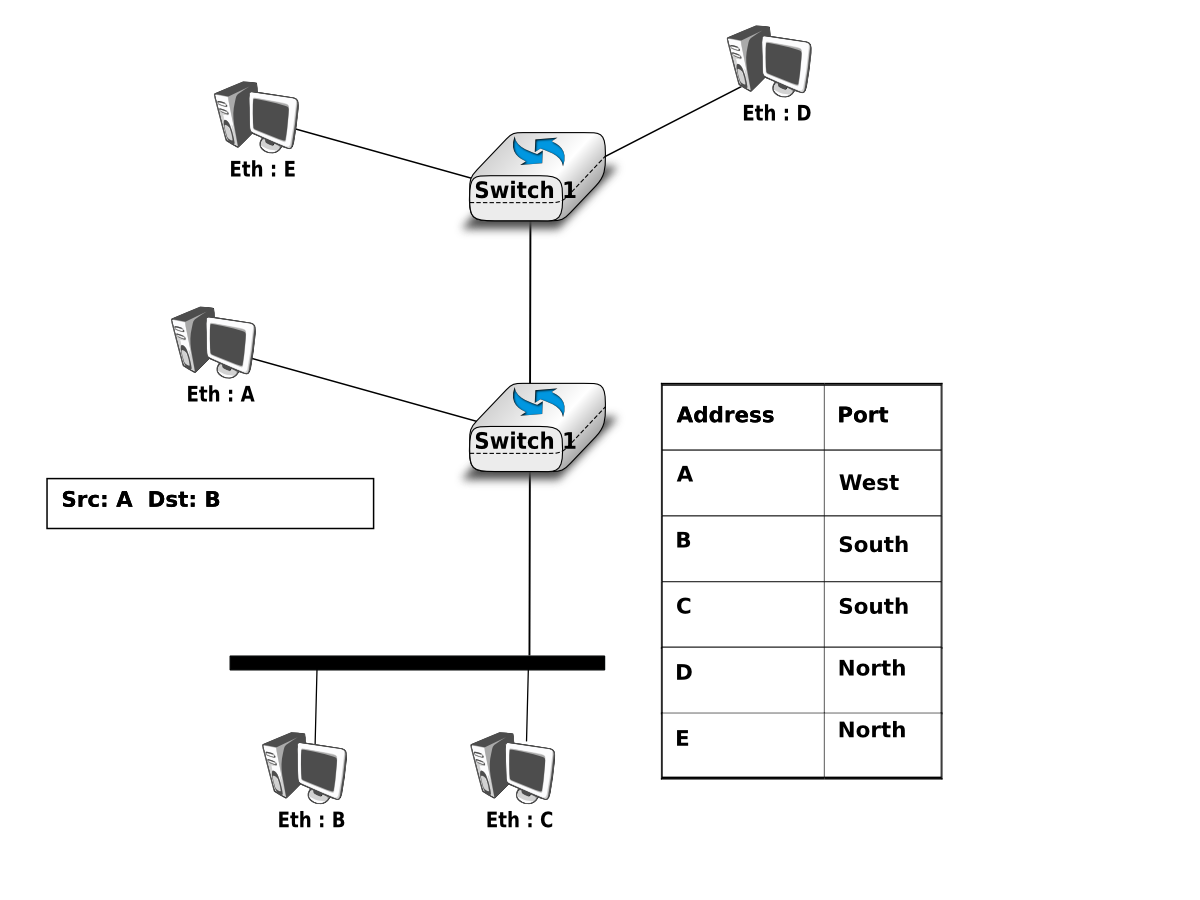 Eth : D
Eth : E
Switch 1
Eth : A
Switch 1
Src: A  Dst: B
Address Port
A West
B South
C South
D North
E North
Eth : B
Eth : C